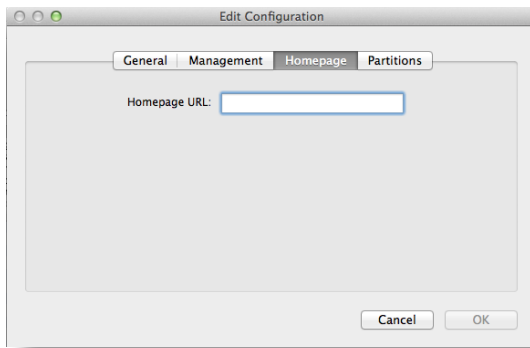 Edit Configuration
General Management Homepage Partitions
Homepage URL:
Cancel OK